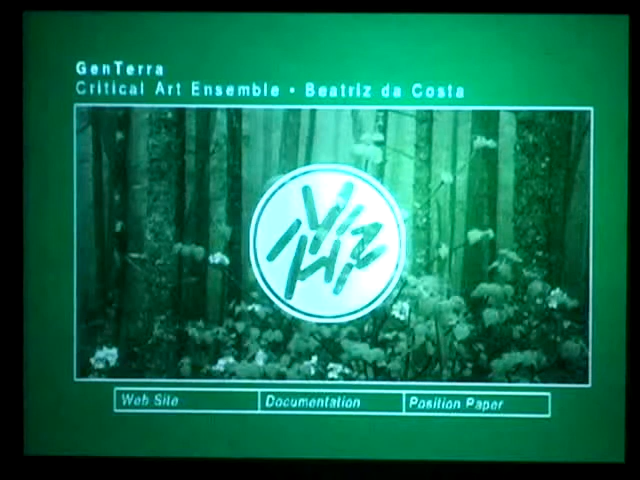 GenTerra
Critical Art Ensemble • Beatriz da Costa
Web Site
Documentation
Position Paper